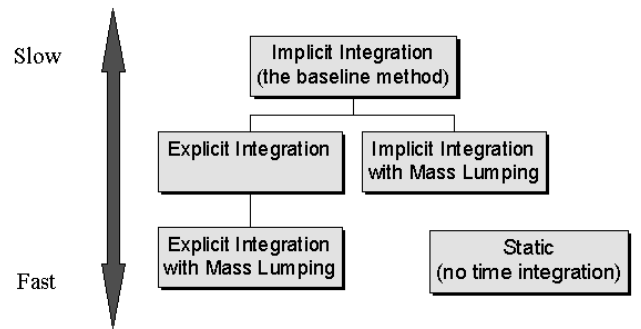 Slow
Implicit Integration
(the baseline method)
Explicit Integration
Implicit Integration
with Mass Lumping
Explicit Integration
with Mass Lumping
Static
(no time integration)
Fast